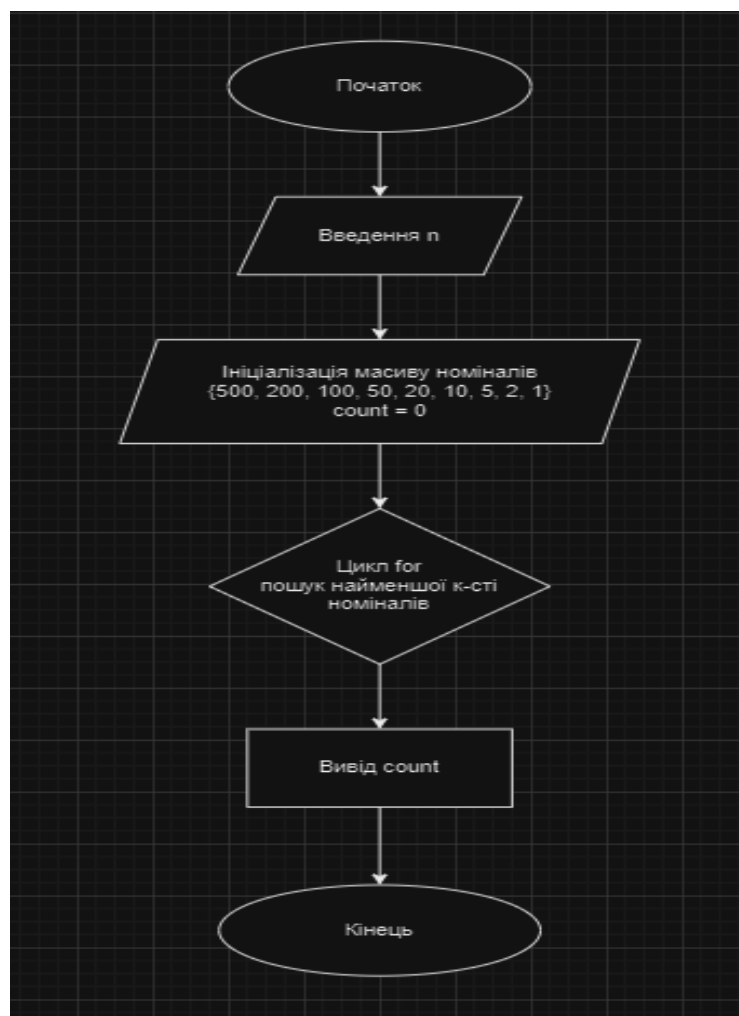 Початок
Введення n
Ініціалізація масиву номіналів
{500, 200, 100, 50, 20, 10, 5, 2, 1}
count = 0
Цикл for
пошук найменшої к-сті
номіналів
Вивід count
Кінець